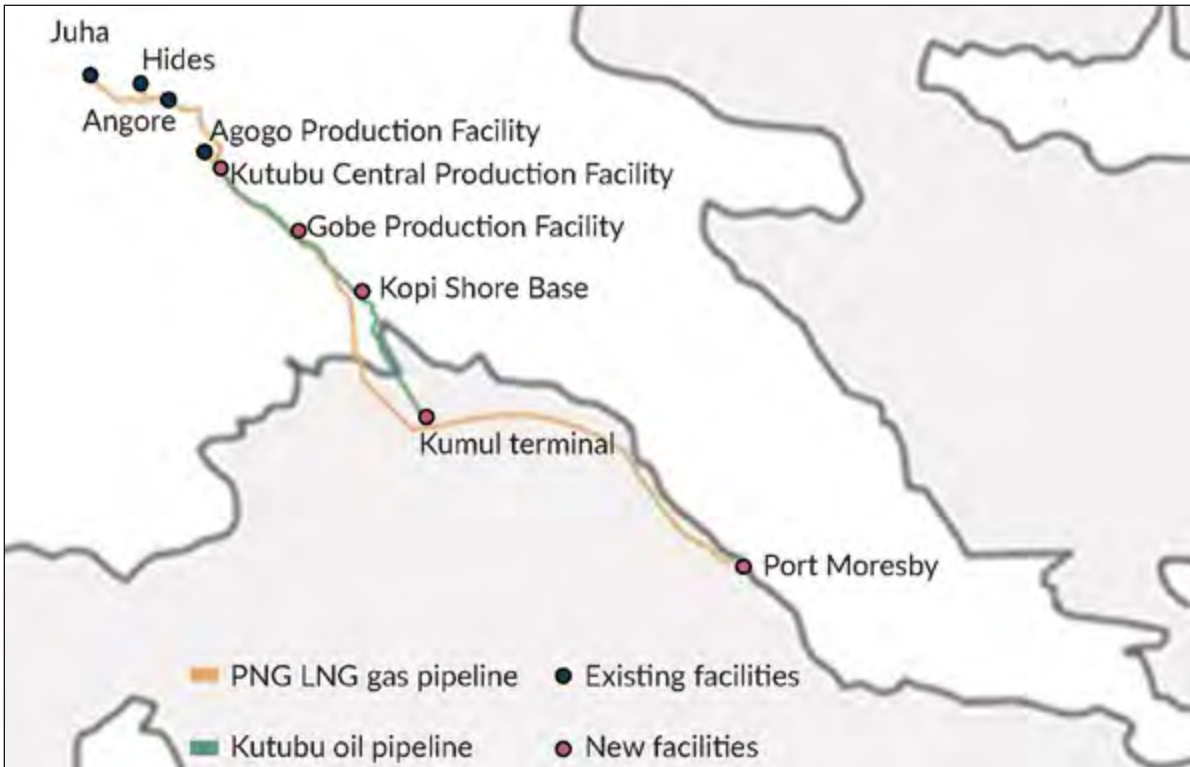 Juha
Hides
Angore
Agogo Production Facility
Kutubu Central Production Facility
Gobe Production Facility
Kopi Shore Base
Kumul terminal
Port Moresby
PNG LNG gas pipeline
Existing facilities
Kutubu oil pipeline
New facilities